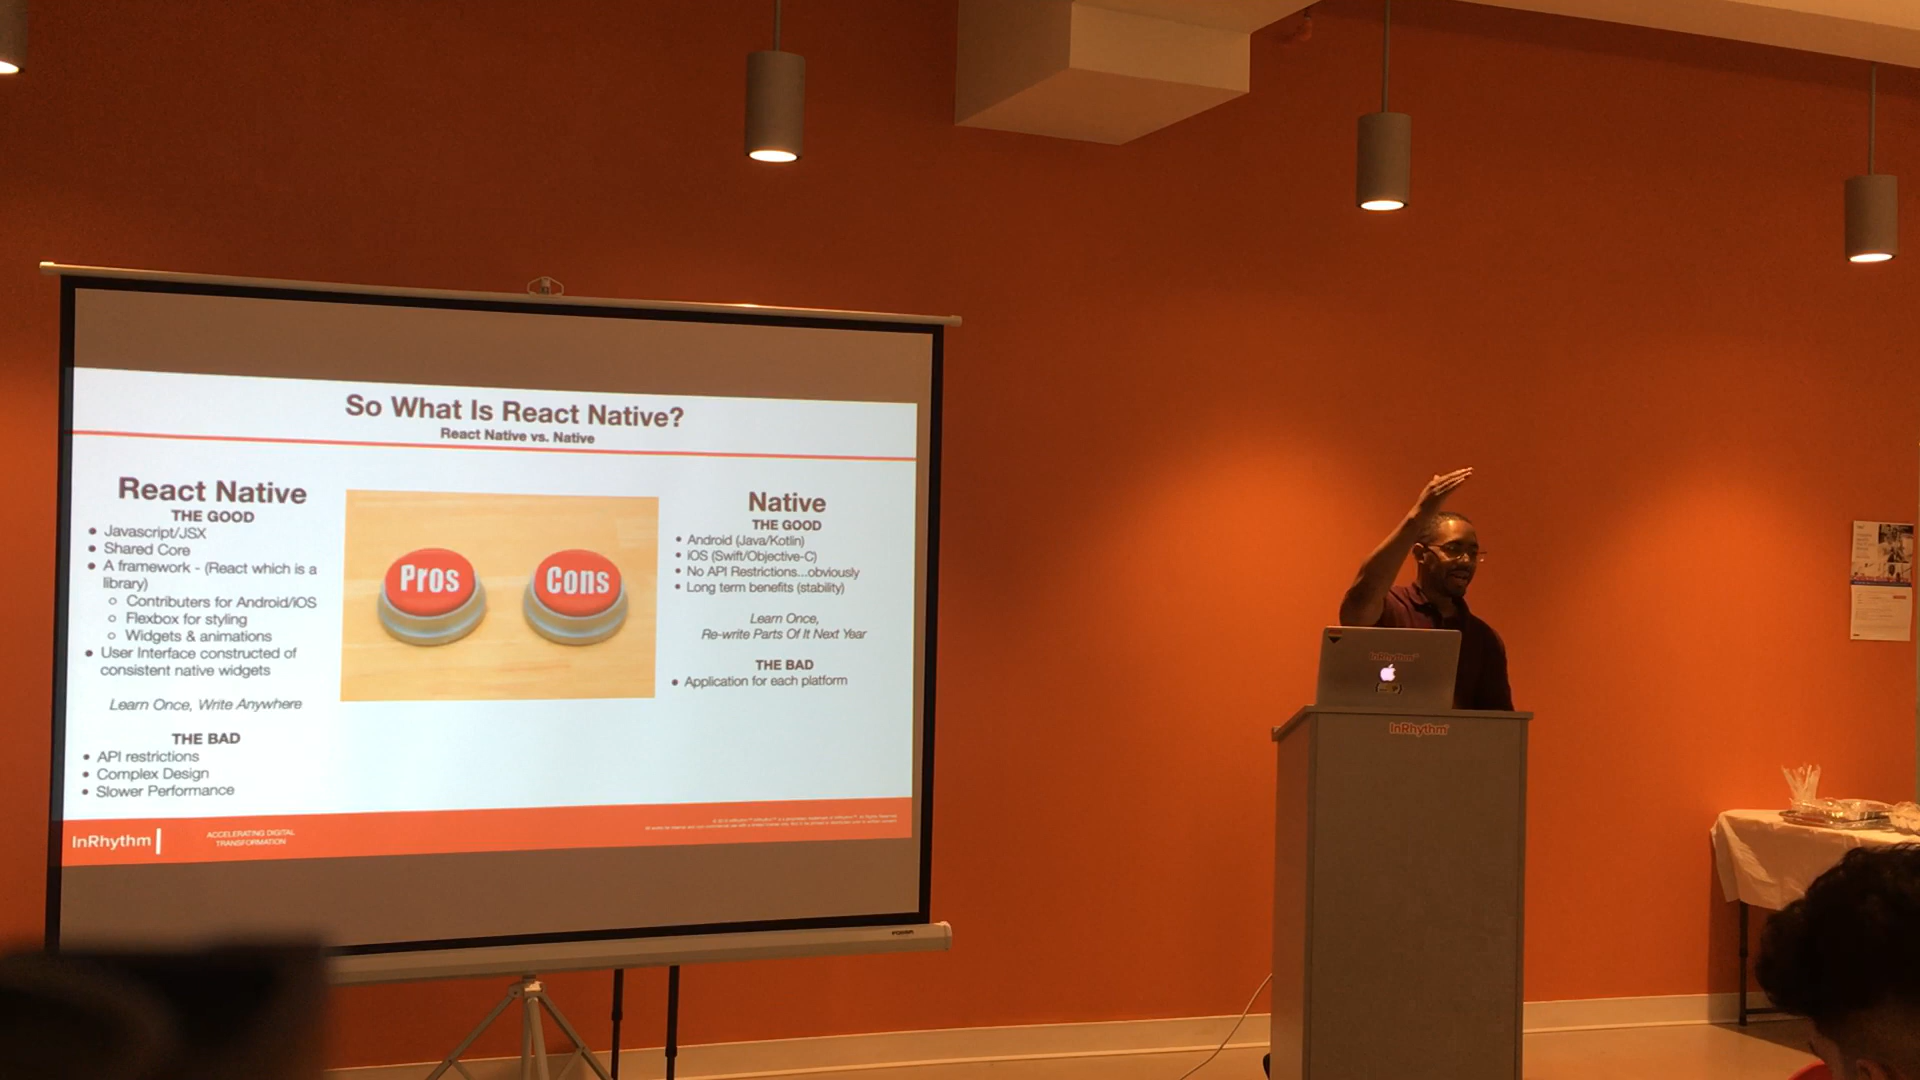 So What Is React Native?
React Native vs. Native
React Native
THE GOOD
● Javascript/JSX
● Shared Core
● A framework - (React which is a
library)
○ Contributers for Android/iOS
○ Flexbox for styling
○ Widgets & animations
● User Interface constructed of
consistent native widgets
Learn Once, Write Anywhere
THE BAD
● API restrictions
● Complex Design
● Slower Performance
Pros
Cons
Native
THE GOOD
● Android (Java/Kotlin)
● iOS (Swift/Objective-C)
● No API Restrictions...obviously
● Long term benefits (stability)
Learn Once,
Re-write Parts Of It Next Year
THE BAD
● Application for each platform
InRhythm
ACCELERATING DIGITAL
TRANSFORMATION
InRhythm
InRhythm